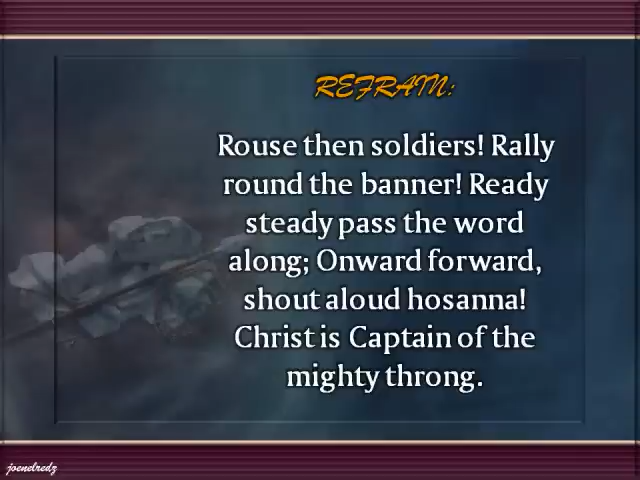 REFRAIN:
Rouse then soldiers! Rally
round the banner! Ready
steady pass the word
along; Onward forward,
shout aloud hosanna!
Christ is Captain of the
mighty throng.
joenelredz